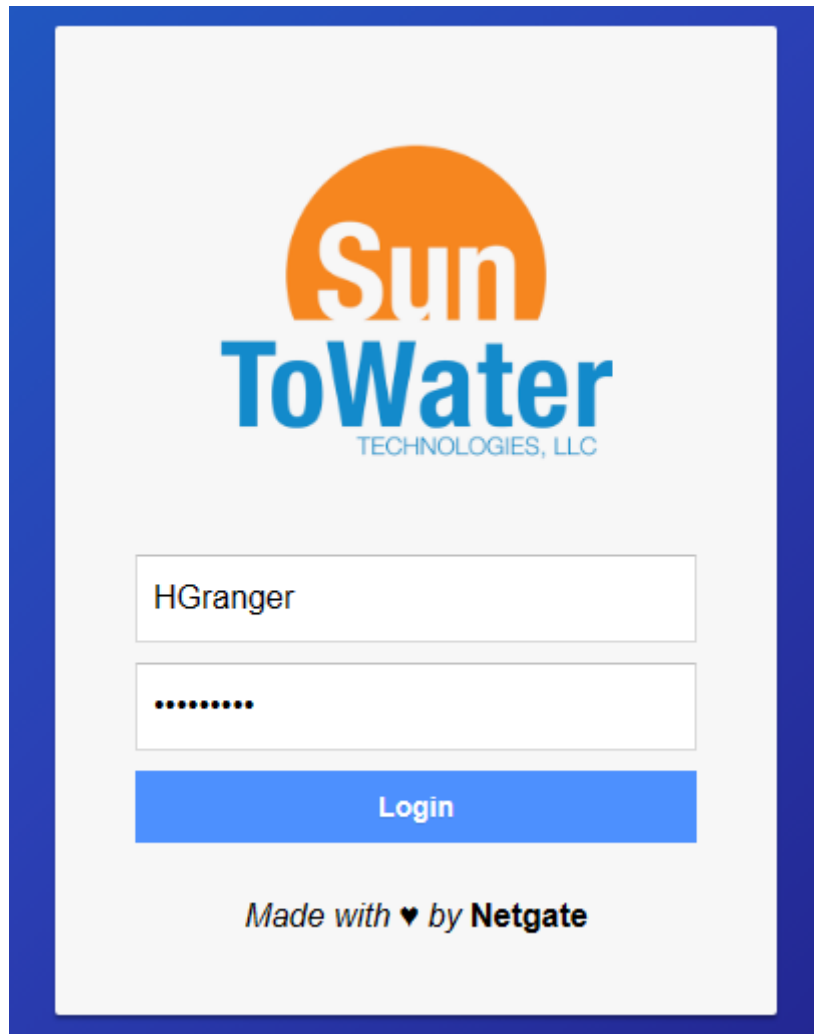 Sun
ToWater
TECHNOLOGIES, LLC
HGranger
•••••••••
Login
Made with ♥ by Netgate